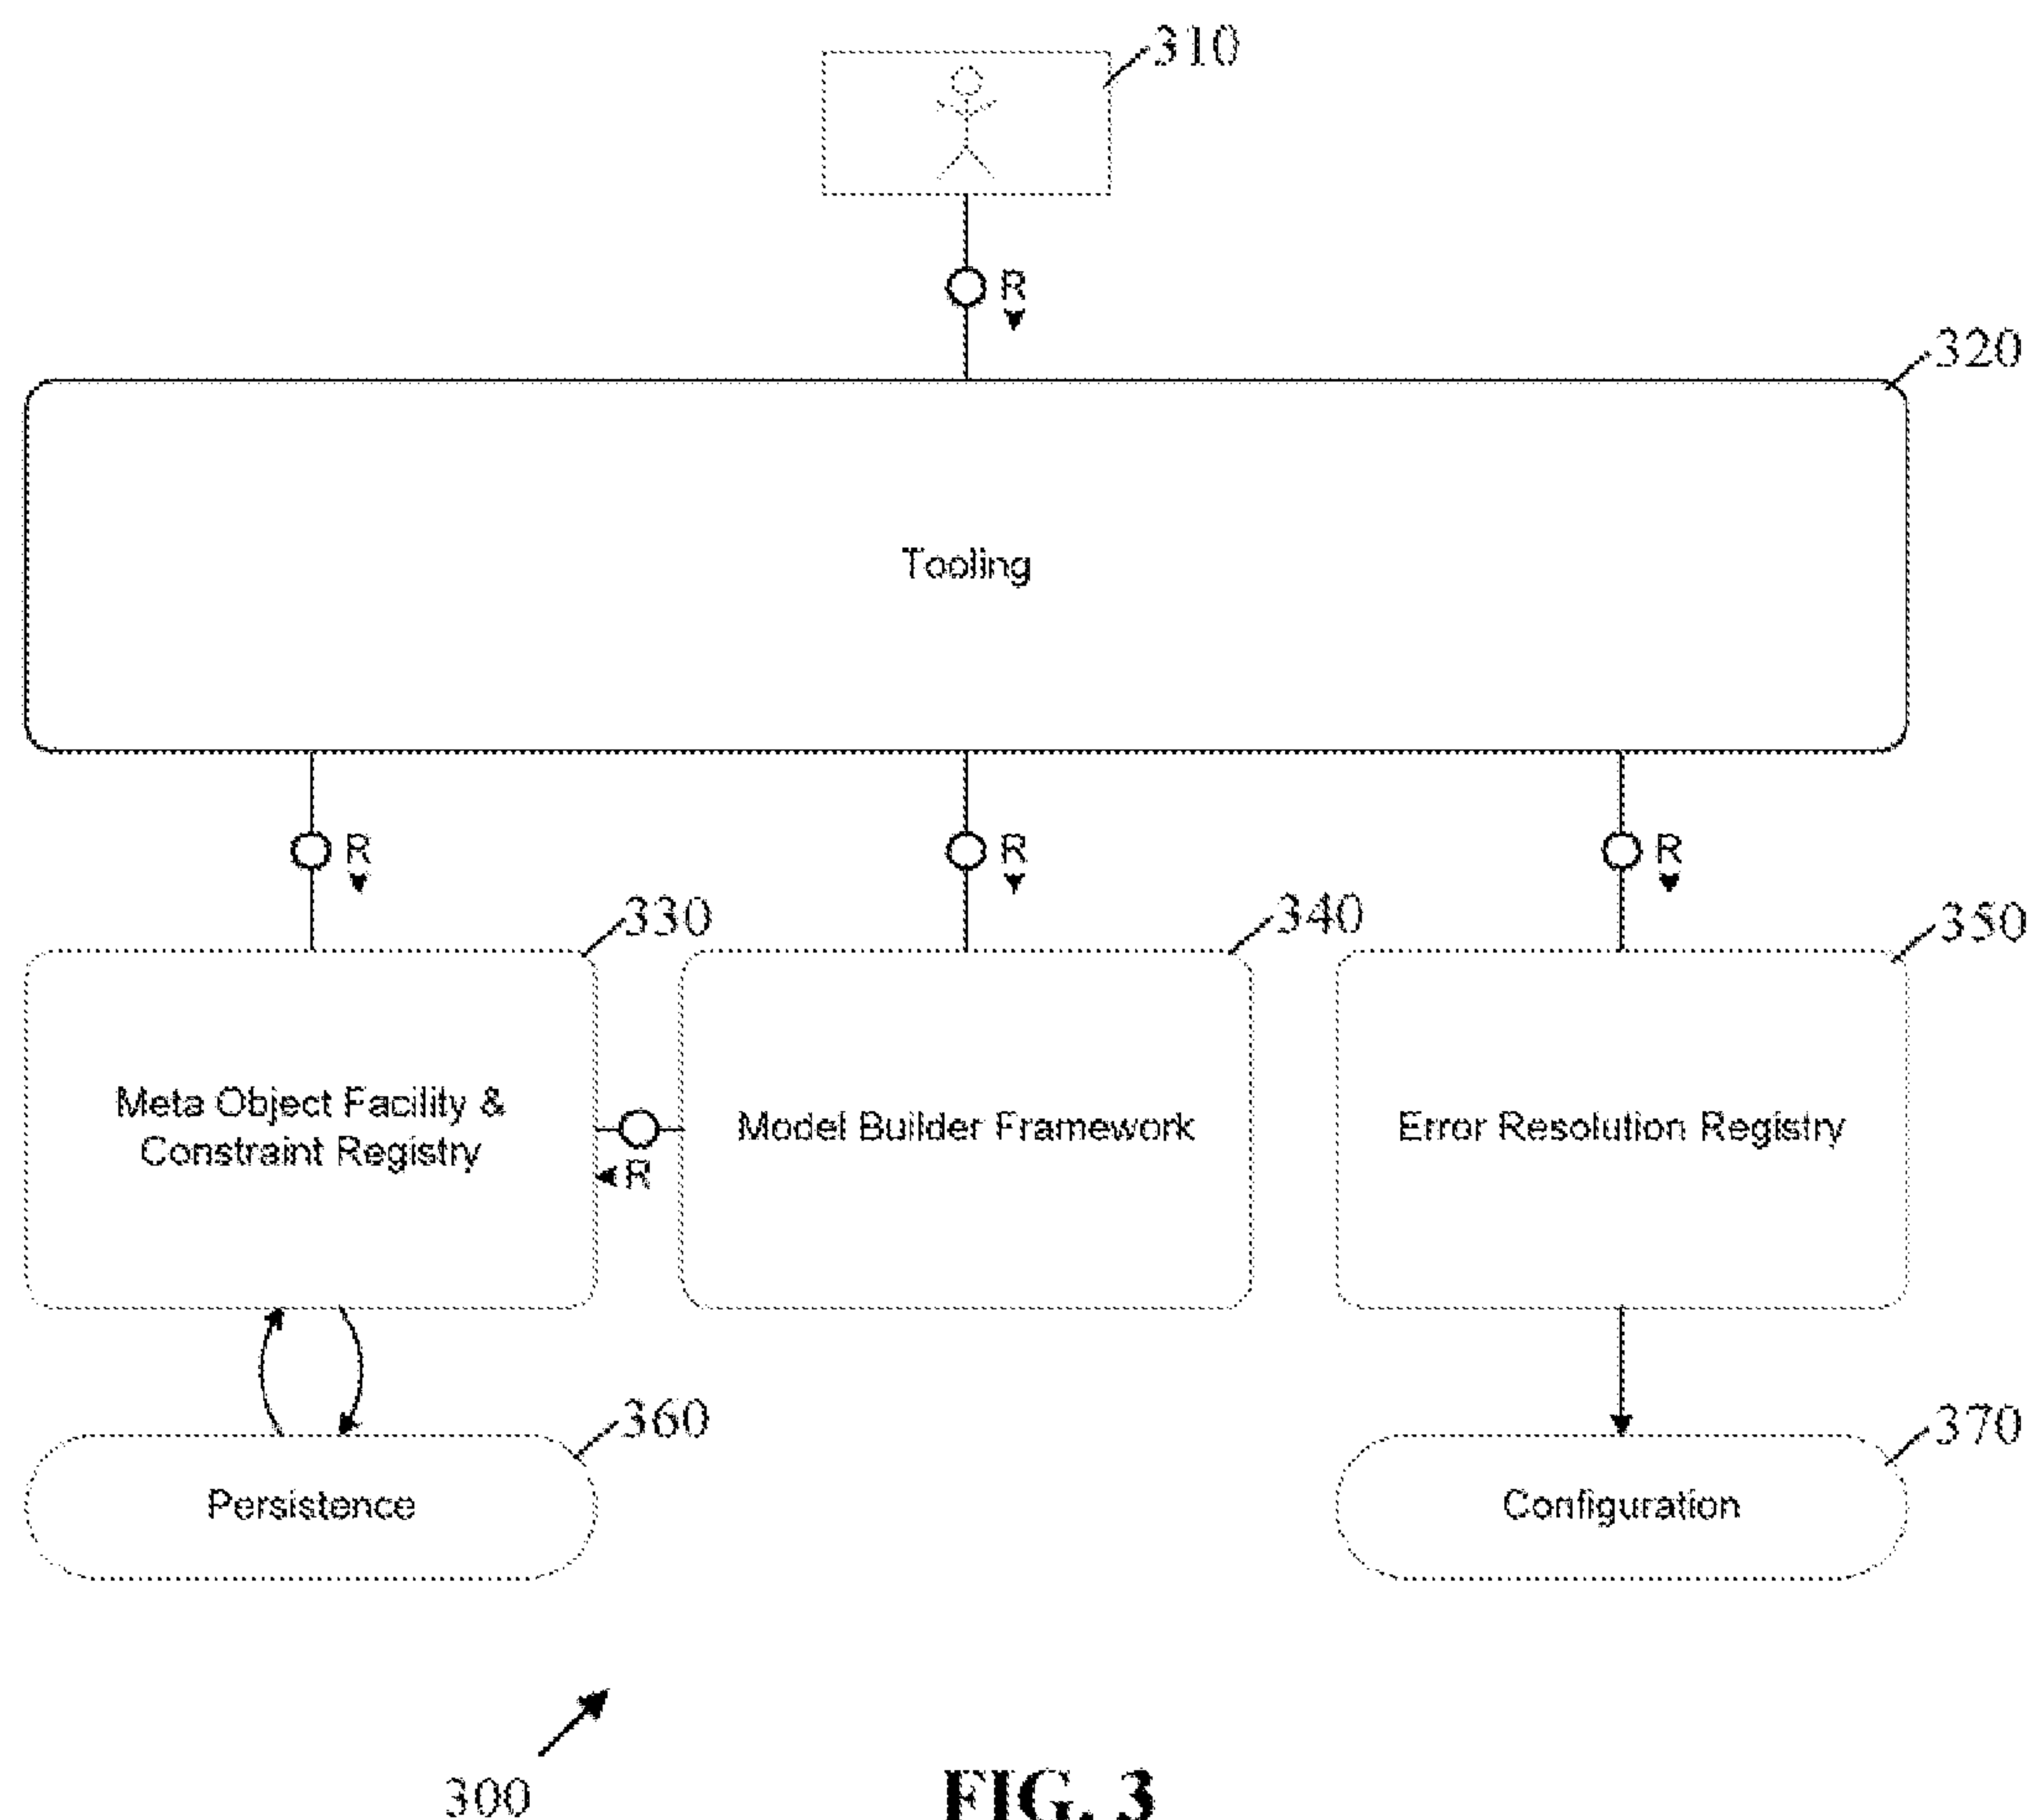 310
R
320
Tooling
R
R
R
330
340
350
Meta Object Facility &
Constraint Registry
R
Model Builder Framework
Error Resolution Registry
360
370
Persistence
Configuration
300
FIG. 3